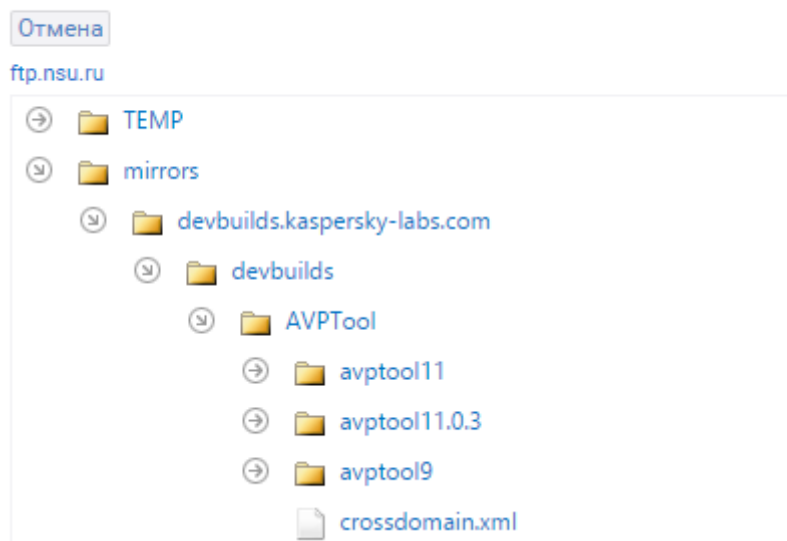 Отмена
ftp.nsu.ru
TEMP
mirrors
devbuilds.kaspersky-labs.com
devbuilds
AVPTool
avptool11
avptool11.0.3
avptool9
crossdomain.xml